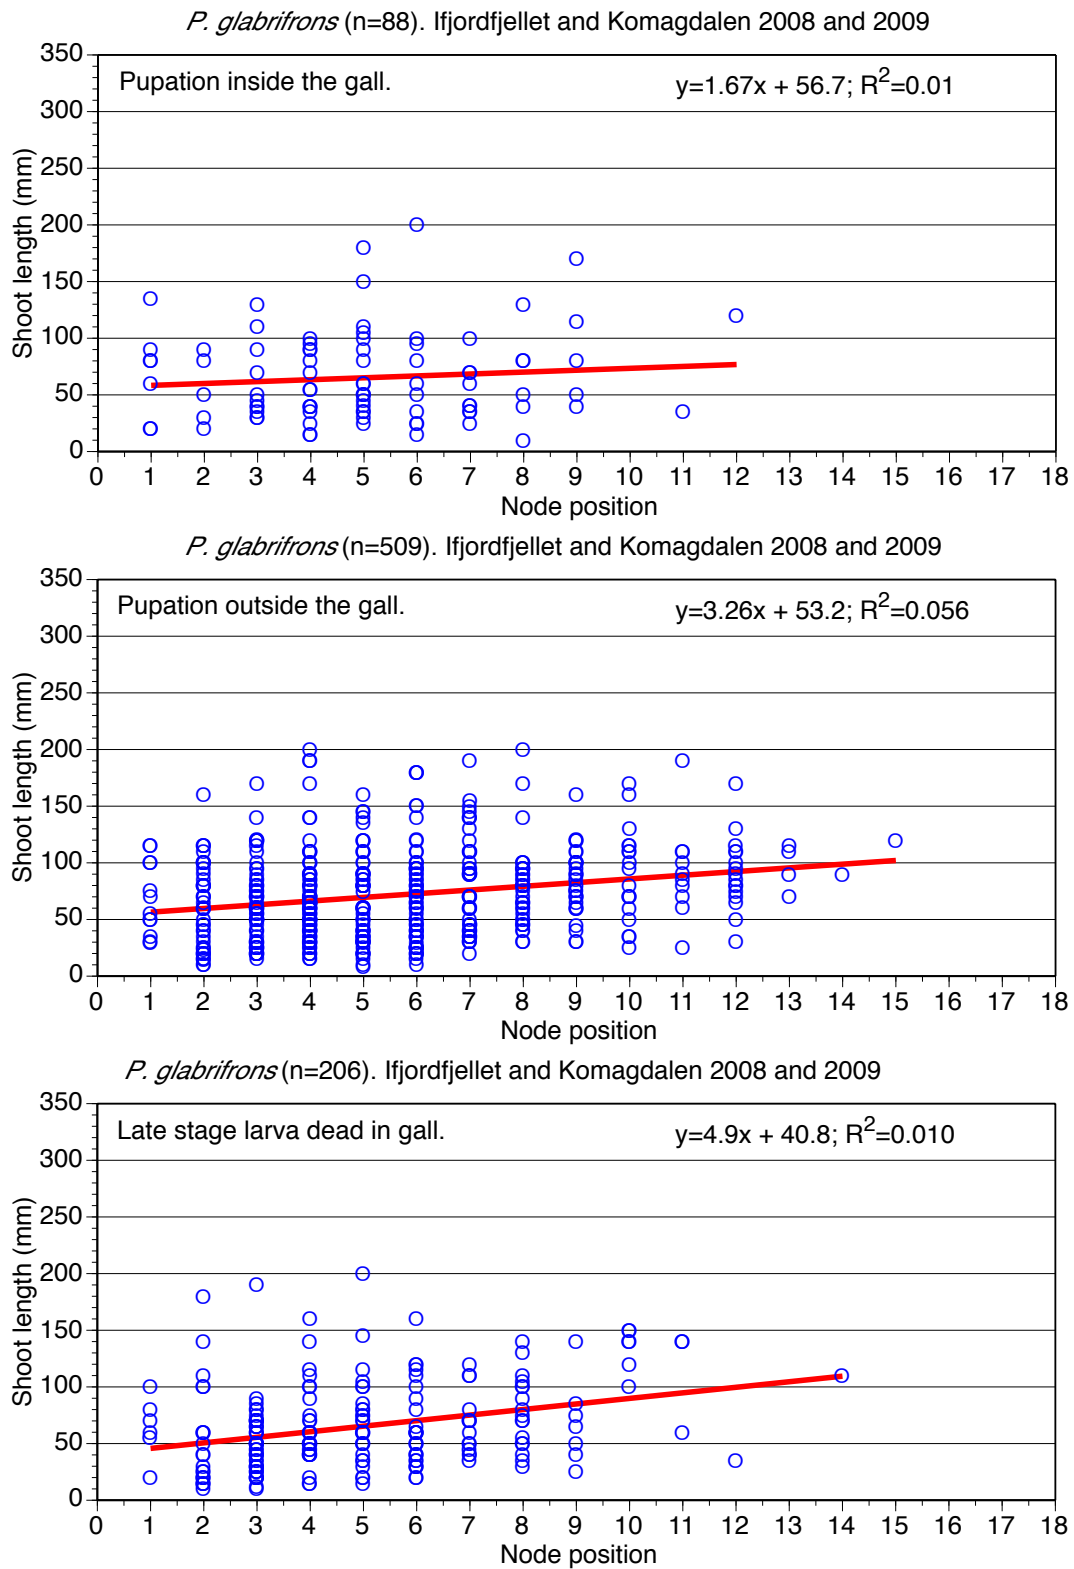 P. glabrifrons (n=88). Ifjordfjellet and Komagdalen 2008 and 2009
350
Pupation inside the gall.
y=1.67x + 56.7; R²=0.01
300
250
200
150
100
50
0
Shoot length (mm)
0 1 2 3 4 5 6 7 8 9 10 11 12 13 14 15 16 17 18
Node position
P. glabrifrons (n=509). Ifjordfjellet and Komagdalen 2008 and 2009
350
Pupation outside the gall.
y=3.26x + 53.2; R²=0.056
300
250
200
150
100
50
0
Shoot length (mm)
0 1 2 3 4 5 6 7 8 9 10 11 12 13 14 15 16 17 18
Node position
P. glabrifrons (n=206). Ifjordfjellet and Komagdalen 2008 and 2009
350
Late stage larva dead in gall.
y=4.9x + 40.8; R²=0.010
300
250
200
150
100
50
0
Shoot length (mm)
0 1 2 3 4 5 6 7 8 9 10 11 12 13 14 15 16 17 18
Node position